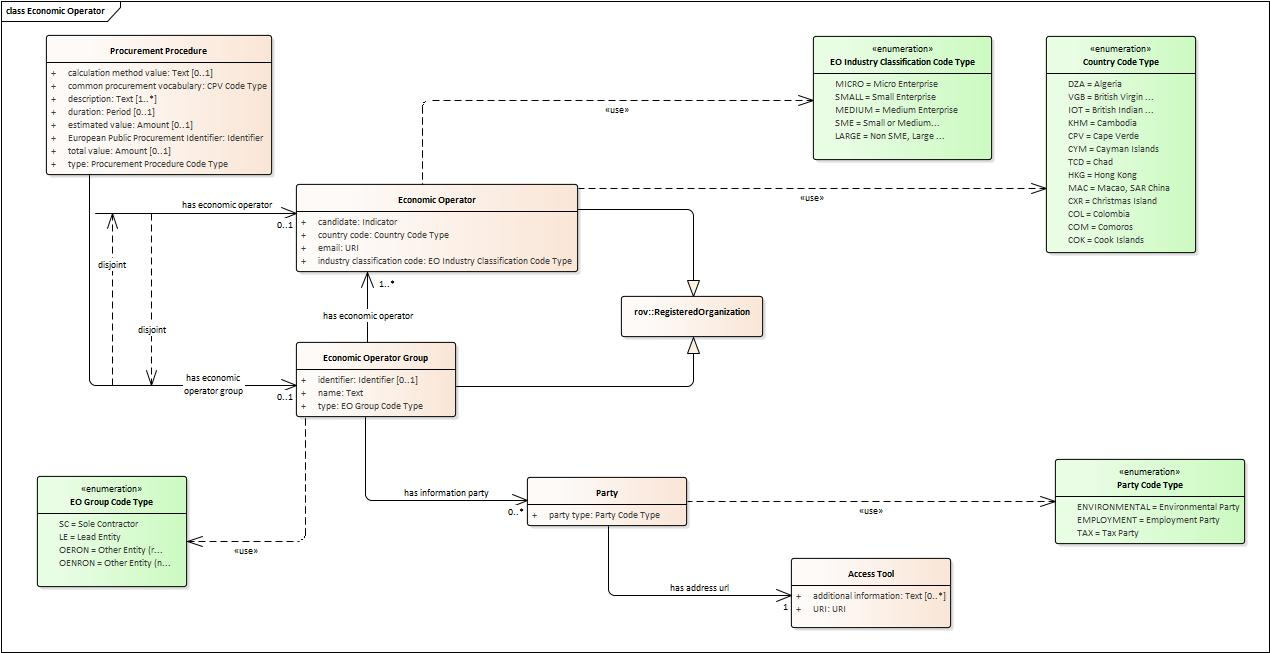 class Economic Operator
Procurement Procedure
+ calculation method value: Text [0..1]
+ common procurement vocabulary: CPV Code Type
+ description: Text [1..*]
+ duration: Period [0..1]
+ estimated value: Amount [0..1]
+ European Public Procurement Identifier: Identifier
+ total value: Amount [0..1]
+ type: Procurement Procedure Code Type
«enumeration»
EO Industry Classification Code Type
MICRO = Micro Enterprise
SMALL = Small Enterprise
MEDIUM = Medium Enterprise
SME = Small or Medium...
LARGE = Non SME, Large ...
«enumeration»
Country Code Type
DZA = Algeria
VGB = British Virgin ...
IOT = British Indian ...
KHM = Cambodia
CPV = Cape Verde
CYM = Cayman Islands
TCD = Chad
HKG = Hong Kong
MAC = Macao, SAR China
CXR = Christmas Island
COL = Colombia
COM = Comoros
COK = Cook Islands
«use»
«use»
has economic operator
0..1
Economic Operator
+ candidate: Indicator
+ country code: Country Code Type
+ email: URI
+ industry classification code: EO Industry Classification Code Type
disjoint
disjoint
1..*
has economic operator
rov::RegisteredOrganization
has economic
operator group
0..1
Economic Operator Group
+ identifier: Identifier [0..1]
+ name: Text
+ type: EO Group Code Type
«enumeration»
EO Group Code Type
SC = Sole Contractor
LE = Lead Entity
OERON = Other Entity (r...
OENRON = Other Entity (n...
«use»
has information party
0..*
Party
+ party type: Party Code Type
«use»
«enumeration»
Party Code Type
ENVIRONMENTAL = Environmental Party
EMPLOYMENT = Employment Party
TAX = Tax Party
has address url
1
Access Tool
+ additional information: Text [0..*]
+ URI: URI